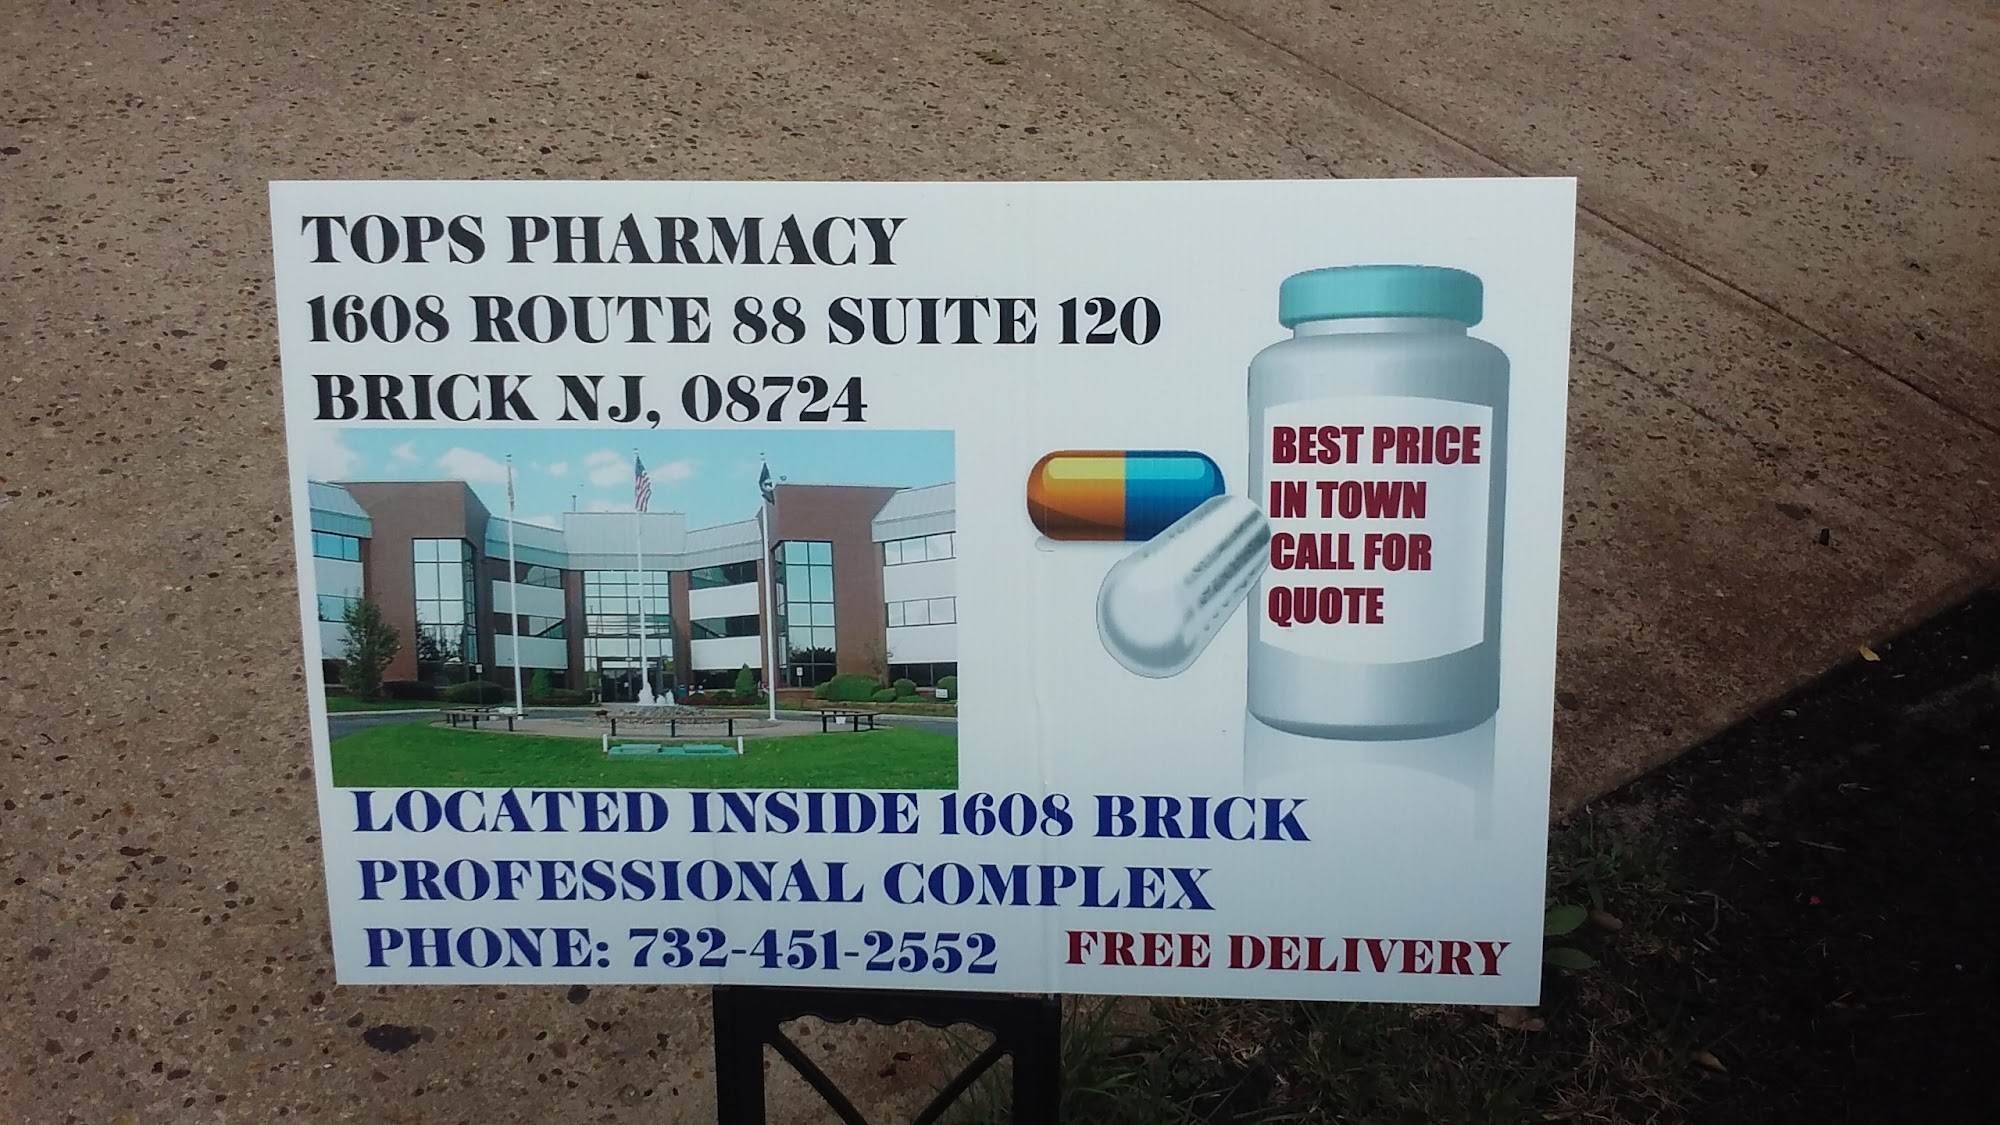 TOPS PHARMACY
1608 ROUTE 88 SUITE 120
BRICK NJ, 08724
BEST PRICE
IN TOWN
CALL FOR
QUOTE
LOCATED INSIDE 1608 BRICK
PROFESSIONAL COMPLEX
PHONE: 732-451-2552
FREE DELIVERY